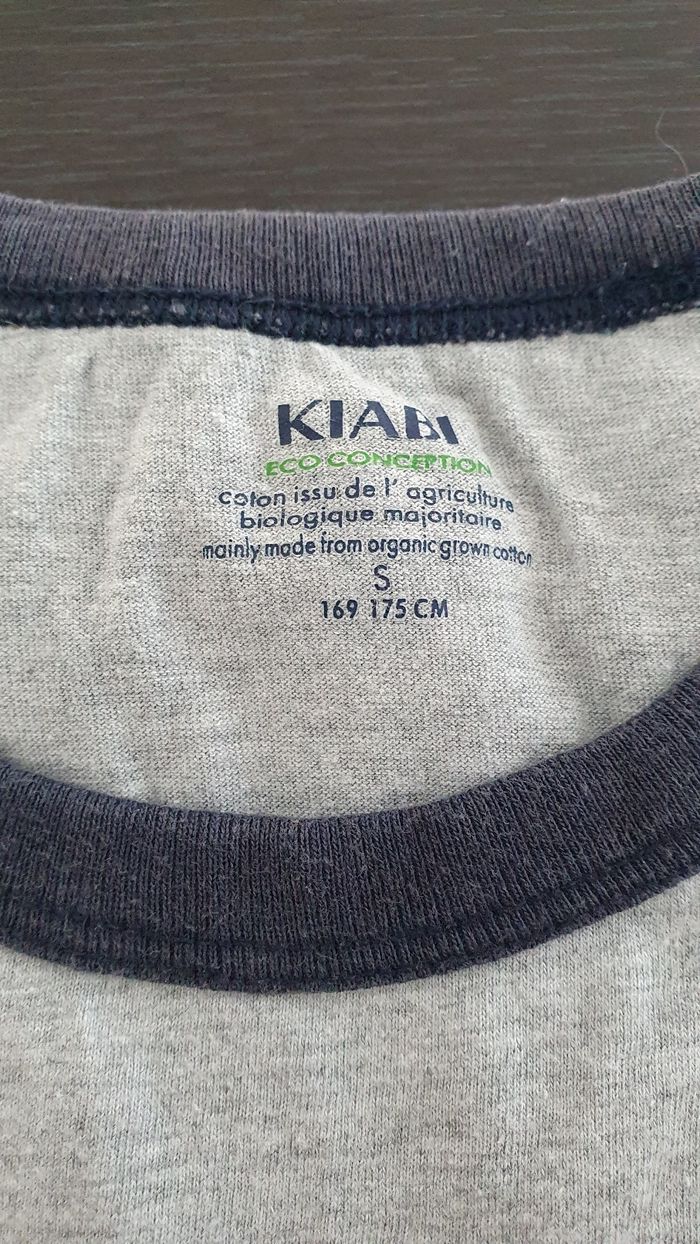 KIABI
ECO CONCEPTION
coton issu de l' agriculture
biologique majoritaire
mainly made from organic grown cotton
S
169 175 CM